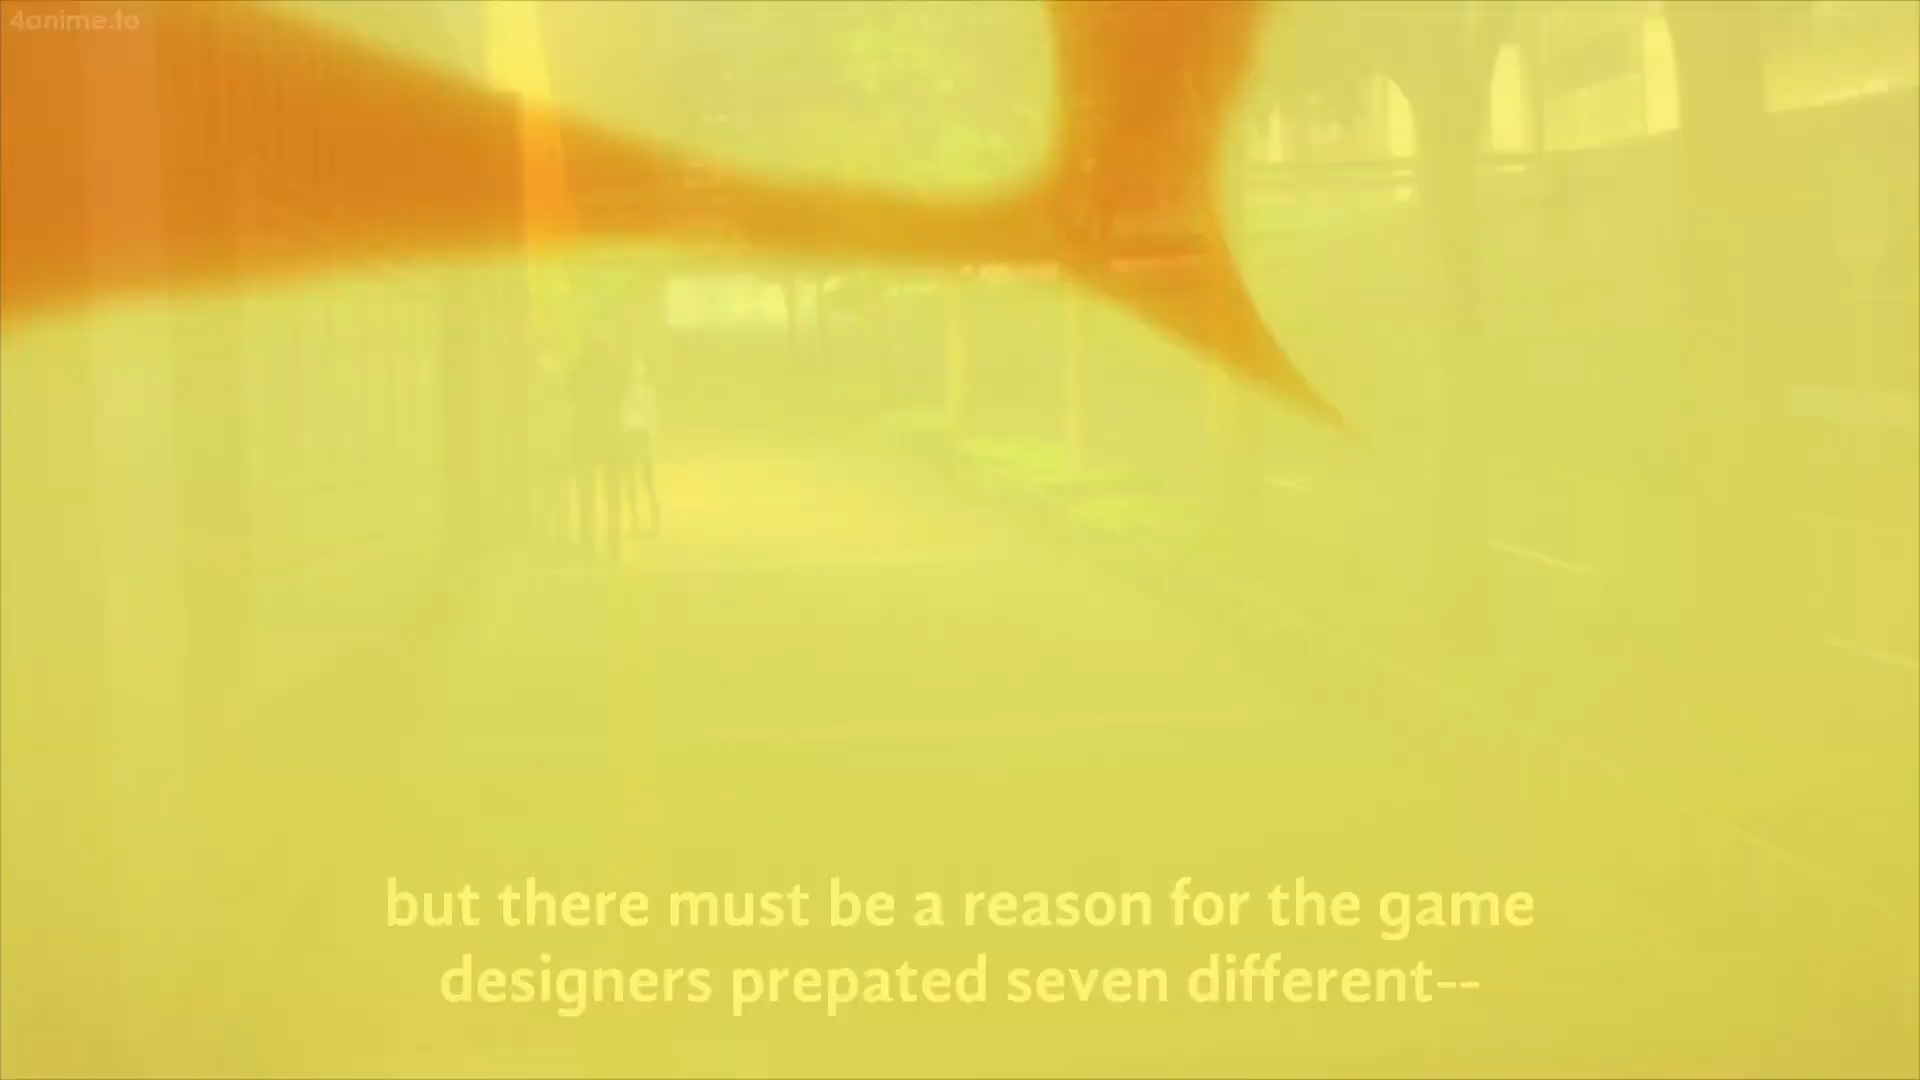 4anime.to
but there must be a reason for the game
designers prepated seven different--